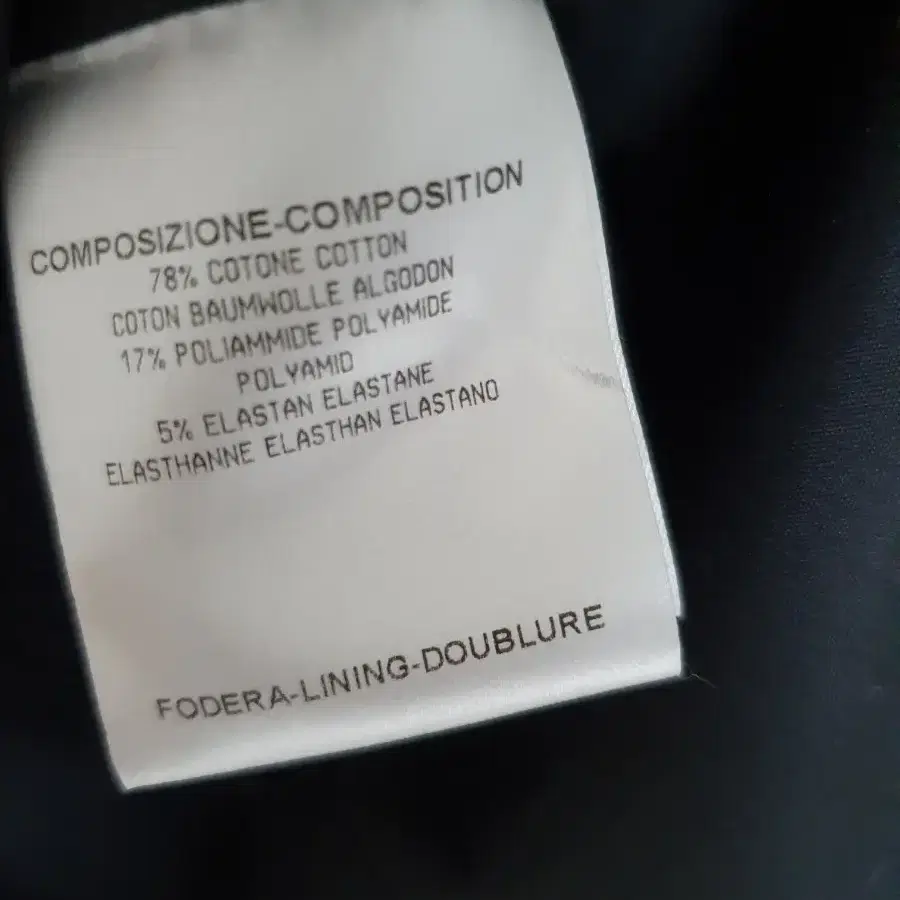 COMPOSIZIONE-COMPOSITION
78% COTONE COTTON
COTON BAUMWOLLE ALGODON
17% POLIAMMIDE POLYAMIDE
POLYAMID
5% ELASTAN ELASTANE
ELASTHANNE ELASTHAN ELASTANO
FODERA-LINING-DOUBLURE